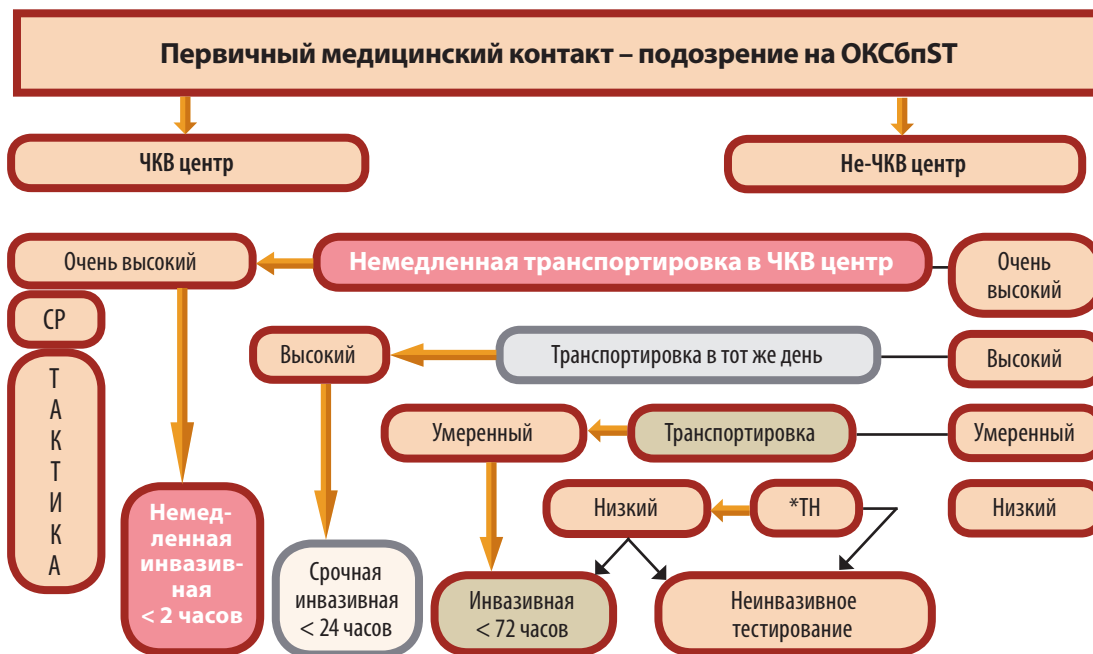 Первичный медицинский контакт – подозрение на ОКСбпST
ЧКВ центр
Не-ЧКВ центр
Очень высокий
Немедленная транспортировка в ЧКВ центр
Очень
высокий
СР
Высокий
Транспортировка в тот же день
Высокий
Т
А
К
Т
И
К
А
Умеренный
Транспортировка
Умеренный
Низкий
*ТН
Низкий
Немед-
ленная
инвазив-
ная
< 2 часов
Срочная
инвазивная
< 24 часов
Инвазивная
< 72 часов
Неинвазивное
тестирование